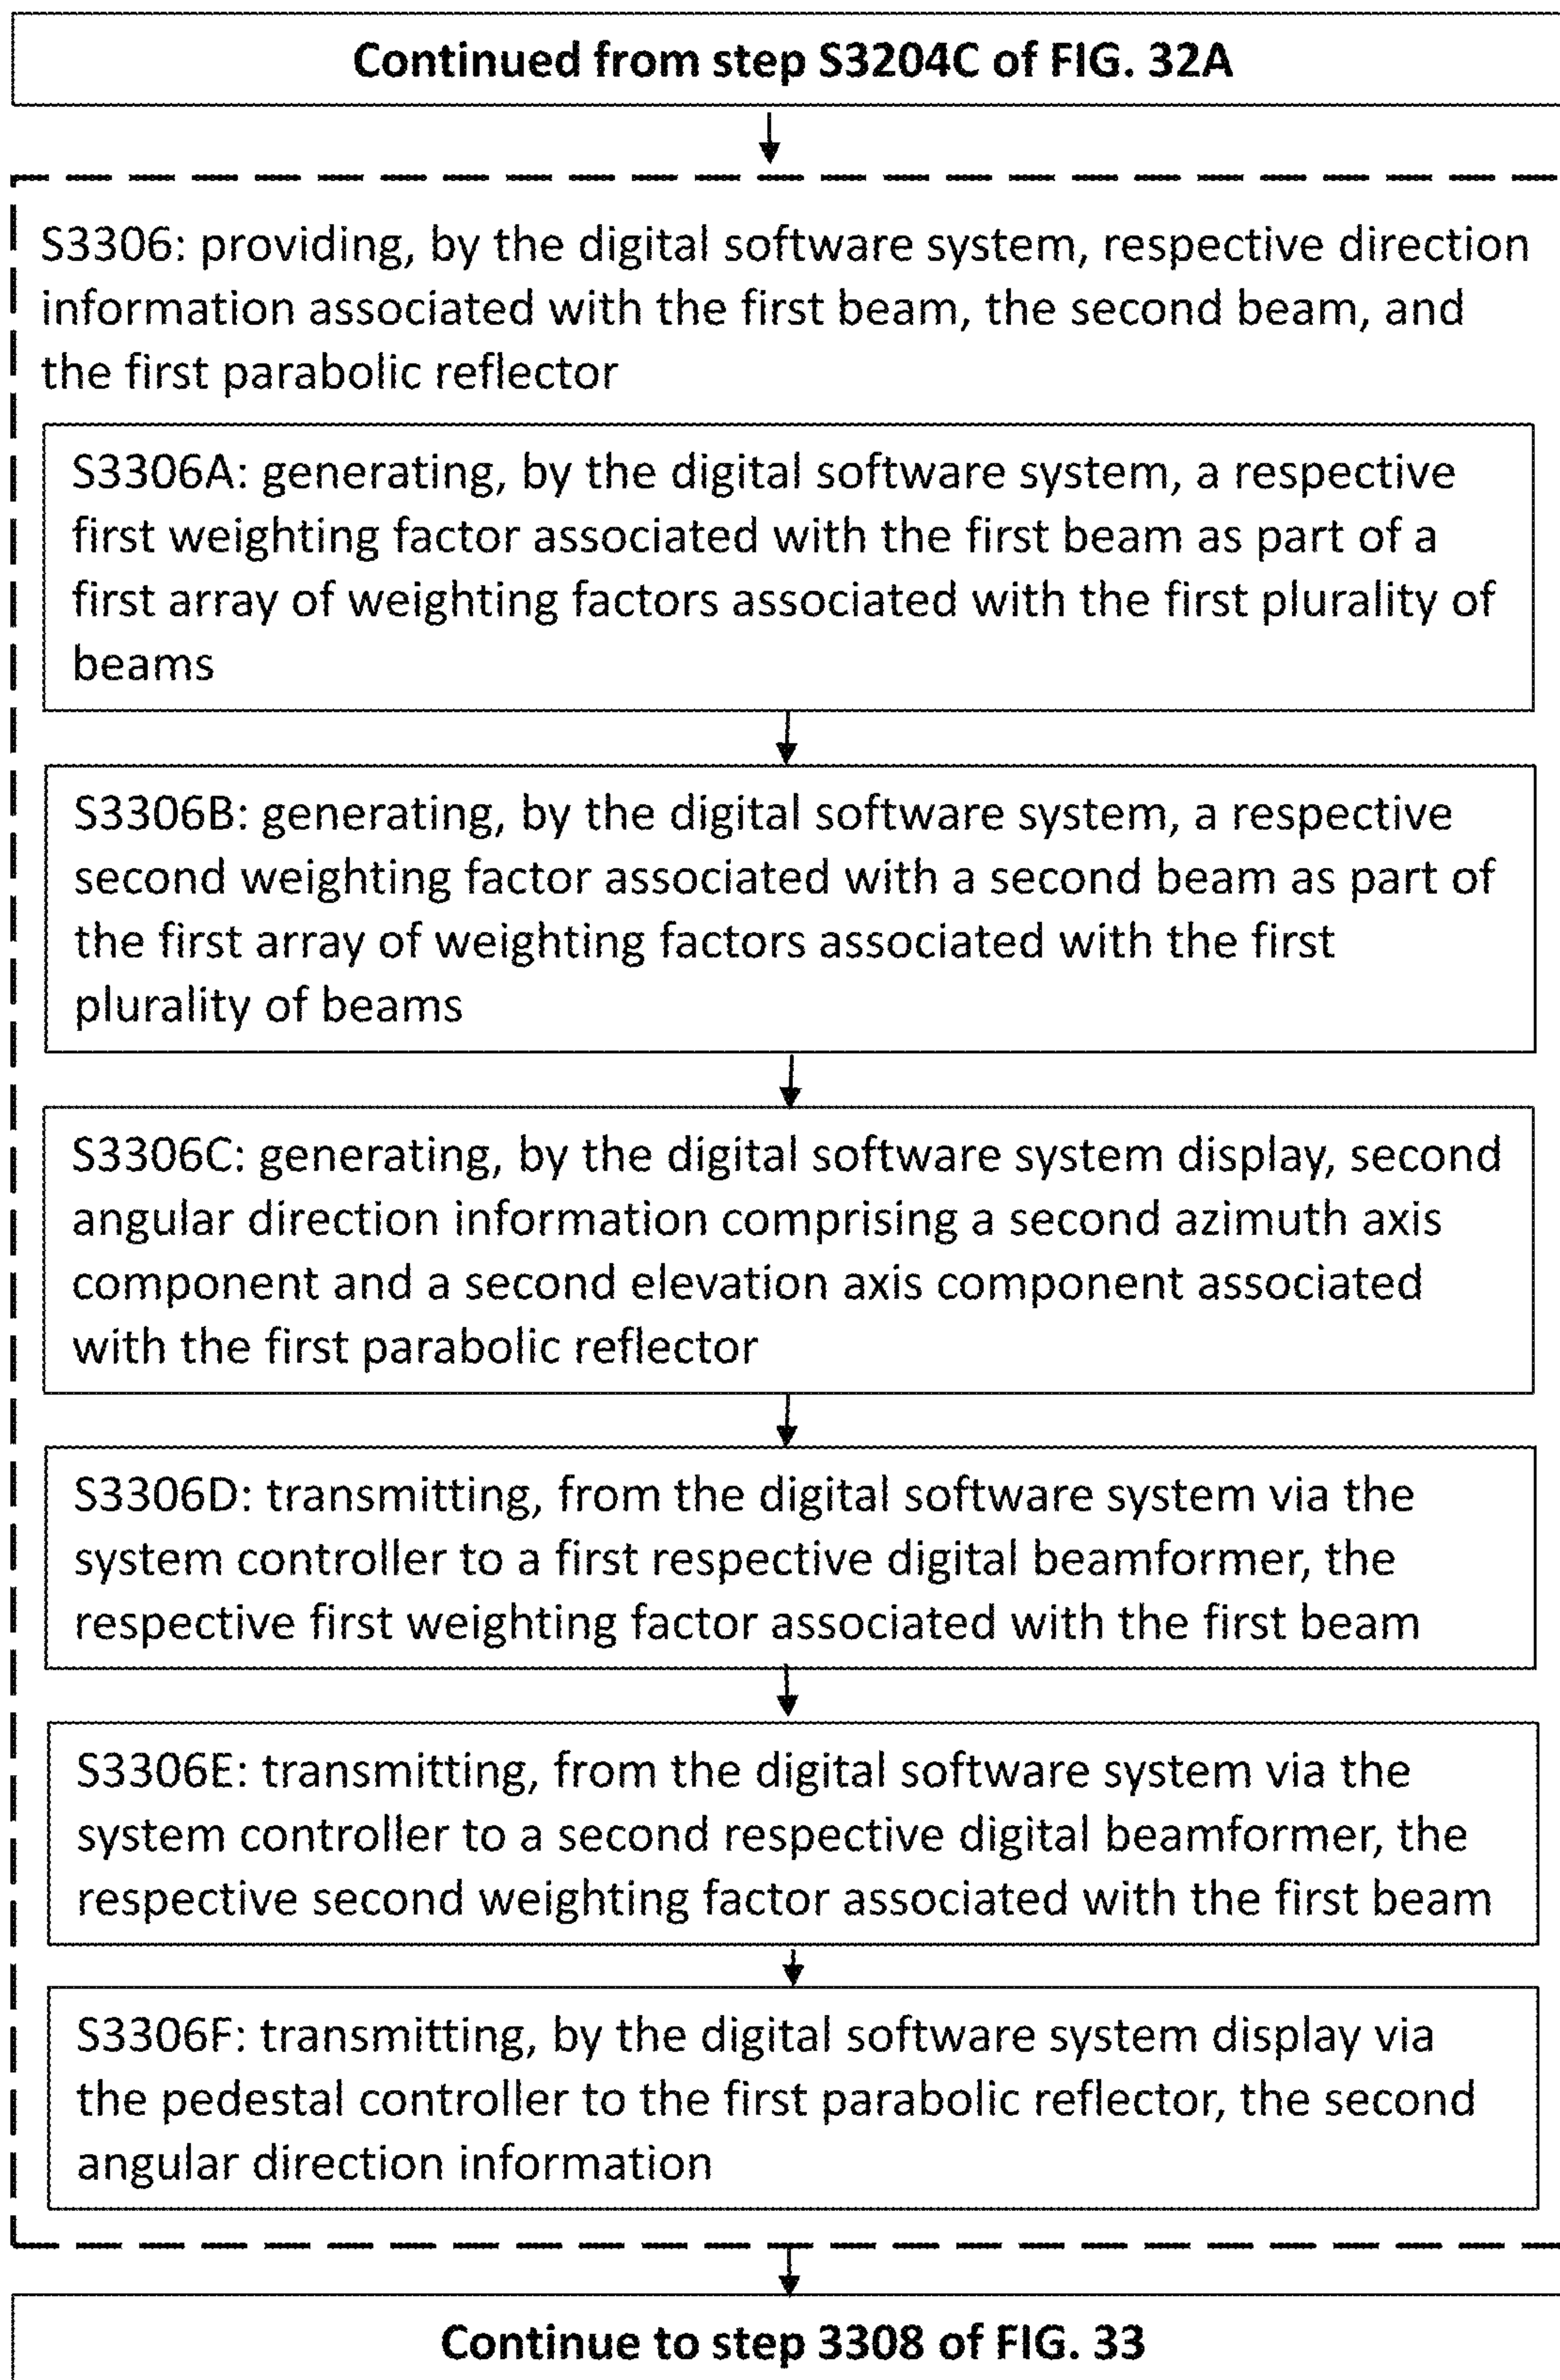 Continued from step S3204C of FIG. 32A
S3306: providing, by the digital software system, respective direction
information associated with the first beam, the second beam, and
the first parabolic reflector
S3306A: generating, by the digital software system, a respective
first weighting factor associated with the first beam as part of a
first array of weighting factors associated with the first plurality of
beams
S3306B: generating, by the digital software system, a respective
second weighting factor associated with a second beam as part of
the first array of weighting factors associated with the first
plurality of beams
S3306C: generating, by the digital software system display, second
angular direction information comprising a second azimuth axis
component and a second elevation axis component associated
with the first parabolic reflector
S3306D: transmitting, from the digital software system via the
system controller to a first respective digital beamformer, the
respective first weighting factor associated with the first beam
S3306E: transmitting, from the digital software system via the
system controller to a second respective digital beamformer, the
respective second weighting factor associated with the first beam
S3306F: transmitting, by the digital software system display via
the pedestal controller to the first parabolic reflector, the second
angular direction information
Continue to step 3308 of FIG. 33